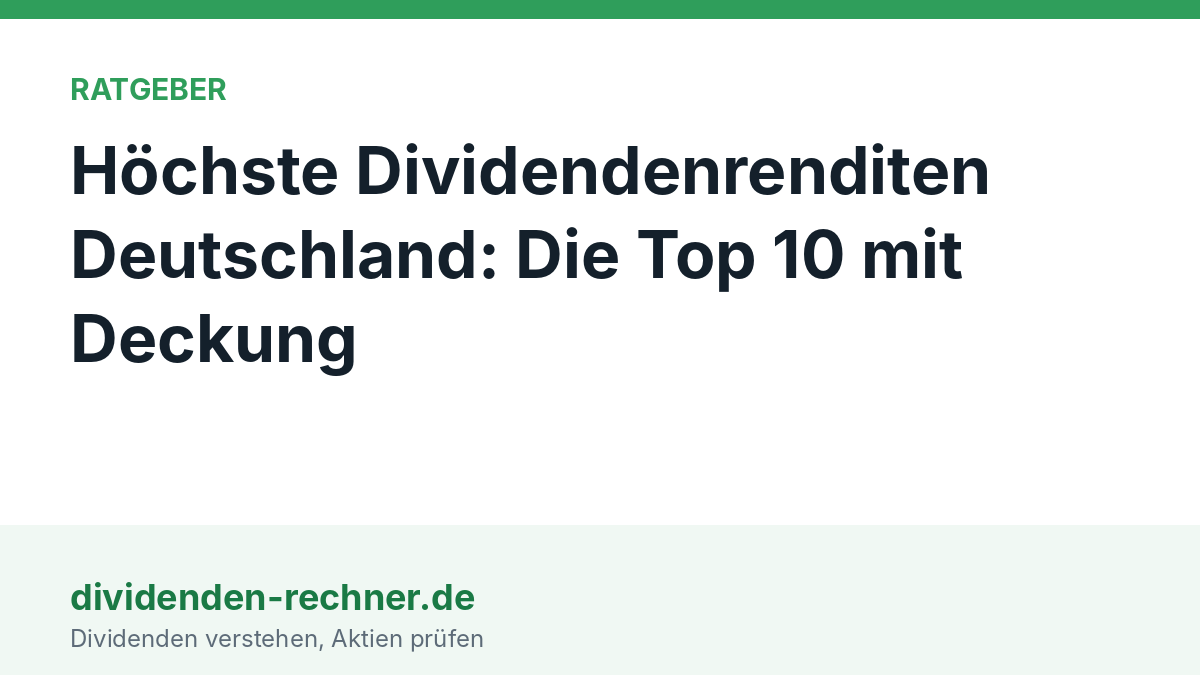 RATGEBER
Höchste Dividendenrenditen
Deutschland: Die Top 10 mit
Deckung
dividenden-rechner.de
Dividenden verstehen, Aktien prüfen